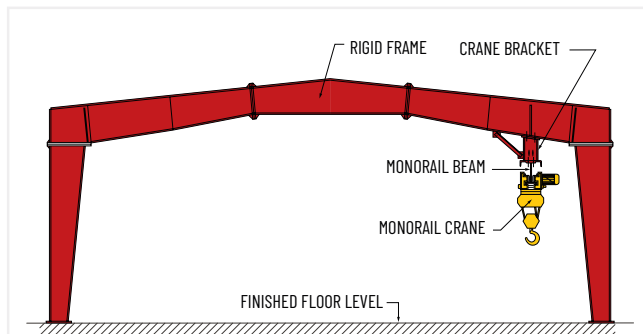 RIGID FRAME
CRANE BRACKET
MONORAIL BEAM
MONORAIL CRANE
FINISHED FLOOR LEVEL